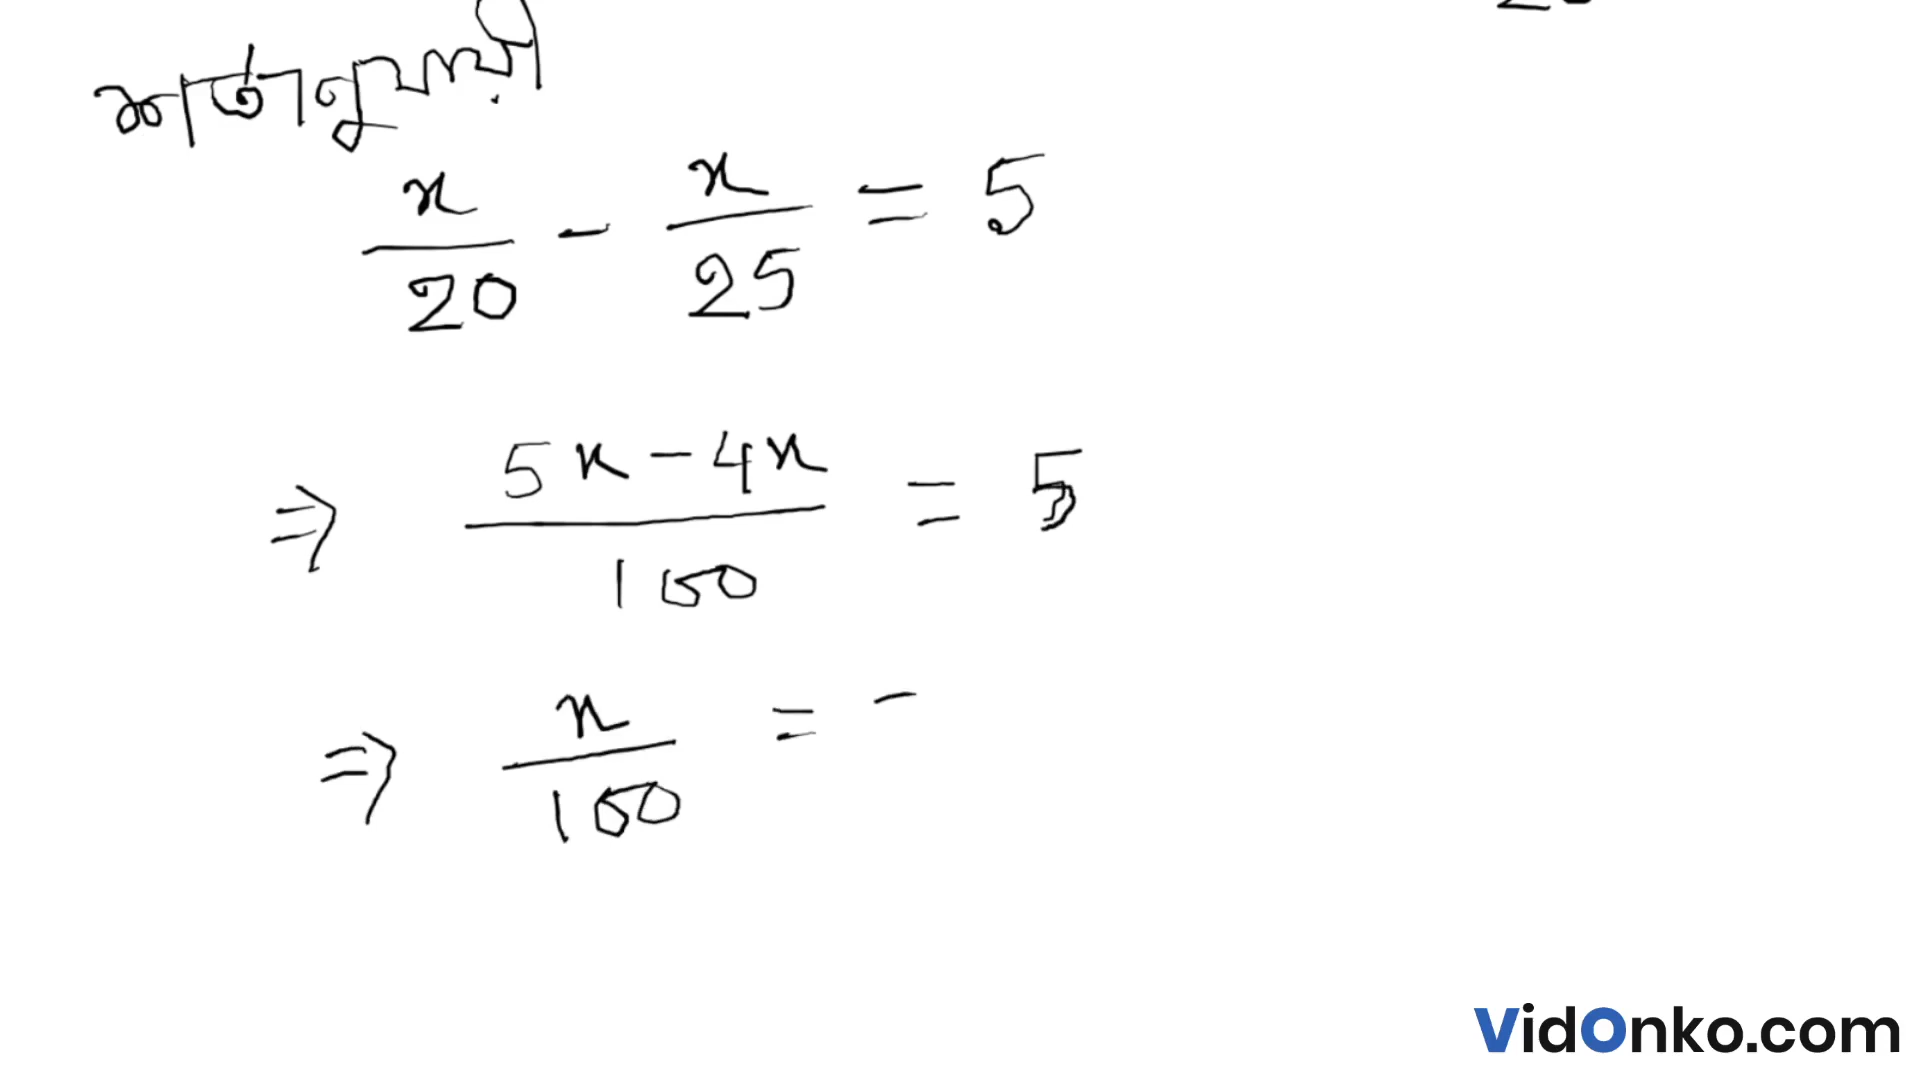 শর্তানুযায়ী
x/20 - x/25 = 5
⇒ (5x - 4x)/100 = 5
⇒ x/100 =
VidOnko.com